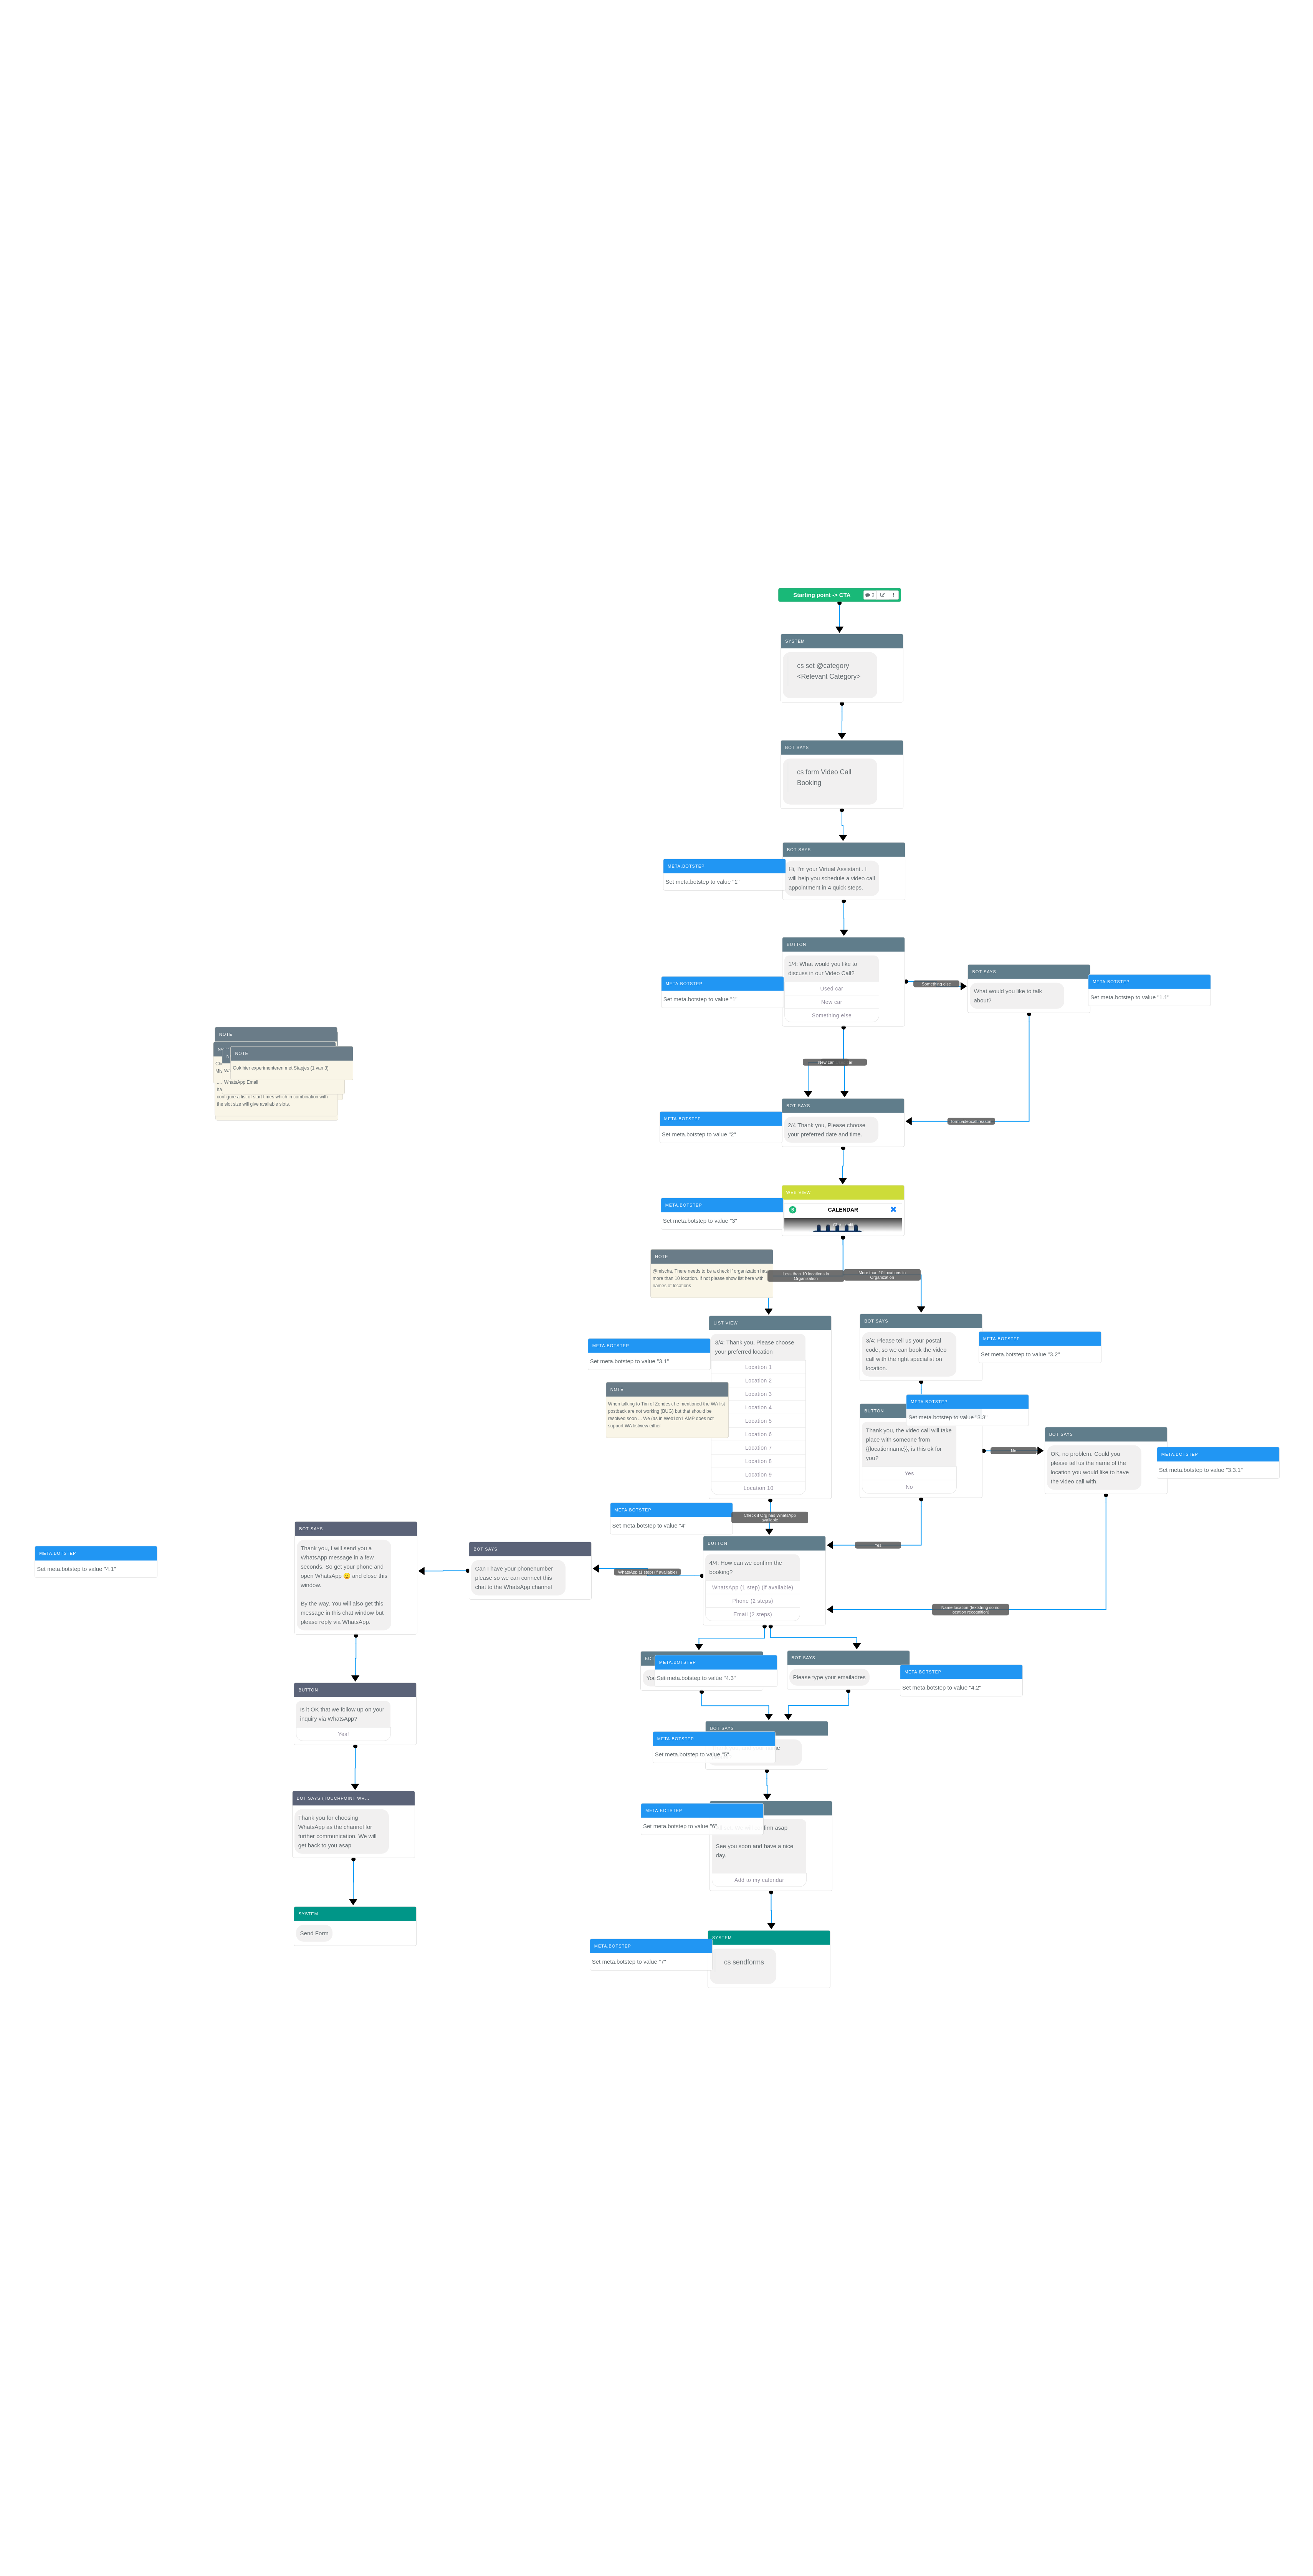 Starting point -> CTA
0
SYSTEM
cs set @category
<Relevant Category>
BOT SAYS
cs form Video Call
Booking
BOT SAYS
Hi, I'm your Virtual Assistant . I
will help you schedule a video call
appointment in 4 quick steps.
META.BOTSTEP
Set meta.botstep to value "1"
BUTTON
1/4: What would you like to
discuss in our Video Call?
Used car
New car
Something else
META.BOTSTEP
Set meta.botstep to value "1"
Something else
BOT SAYS
What would you like to talk
about?
META.BOTSTEP
Set meta.botstep to value "1.1"
NOTE
NOTE
Ook hier experimenteren met Stapjes (1 van 3)
WhatsApp Email
configure a list of start times which in combination with
the slot size will give available slots.
New car
BOT SAYS
2/4 Thank you, Please choose
your preferred date and time.
META.BOTSTEP
Set meta.botstep to value "2"
WEB VIEW
CALENDAR
META.BOTSTEP
Set meta.botstep to value "3"
NOTE
@mischa, There needs to be a check if organization has
more than 10 location. If not please show list here with
names of locations
Less than 10 locations in
Organization
More than 10 locations in
Organization
LIST VIEW
3/4: Thank you, Please choose
your preferred location
Location 1
Location 2
Location 3
Location 4
Location 5
Location 6
Location 7
Location 8
Location 9
Location 10
META.BOTSTEP
Set meta.botstep to value "3.1"
NOTE
When talking to Tim of Zendesk he mentioned the WA list
postback are not working (BUG) but that should be
resolved soon ... We (as in Web1on1 AMP does not
support WA listview either
BOT SAYS
3/4: Please tell us your postal
code, so we can book the video
call with the right specialist on
location.
META.BOTSTEP
Set meta.botstep to value "3.2"
BUTTON
Thank you, the video call will take
place with someone from
{{locationname}}, is this ok for
you?
Yes
No
META.BOTSTEP
Set meta.botstep to value "3.3"
No
BOT SAYS
OK, no problem. Could you
please tell us the name of the
location you would like to have
the video call with.
META.BOTSTEP
Set meta.botstep to value "3.3.1"
META.BOTSTEP
Set meta.botstep to value "4"
Check if Org has WhatsApp
available
Yes
BUTTON
4/4: How can we confirm the
booking?
WhatsApp (1 step) (if available)
Phone (2 steps)
Email (2 steps)
WhatsApp (1 step) (if available)
BOT SAYS
Can I have your phonenumber
please so we can connect this
chat to the WhatsApp channel
BOT SAYS
Thank you, I will send you a
WhatsApp message in a few
seconds. So get your phone and
open WhatsApp 🙂 and close this
window.
By the way, You will also get this
message in this chat window but
please reply via WhatsApp.
META.BOTSTEP
Set meta.botstep to value "4.1"
META.BOTSTEP
Set meta.botstep to value "4.3"
BOT SAYS
Please type your emailadres
META.BOTSTEP
Set meta.botstep to value "4.2"
BUTTON
Is it OK that we follow up on your
inquiry via WhatsApp?
Yes!
BOT SAYS
META.BOTSTEP
Set meta.botstep to value "5"
BOT SAYS (TOUCHPOINT WH...
Thank you for choosing
WhatsApp as the channel for
further communication. We will
get back to you asap
META.BOTSTEP
Set meta.botstep to value "6"
asap
See you soon and have a nice
day.
Add to my calendar
SYSTEM
Send Form
SYSTEM
cs sendforms
META.BOTSTEP
Set meta.botstep to value "7"